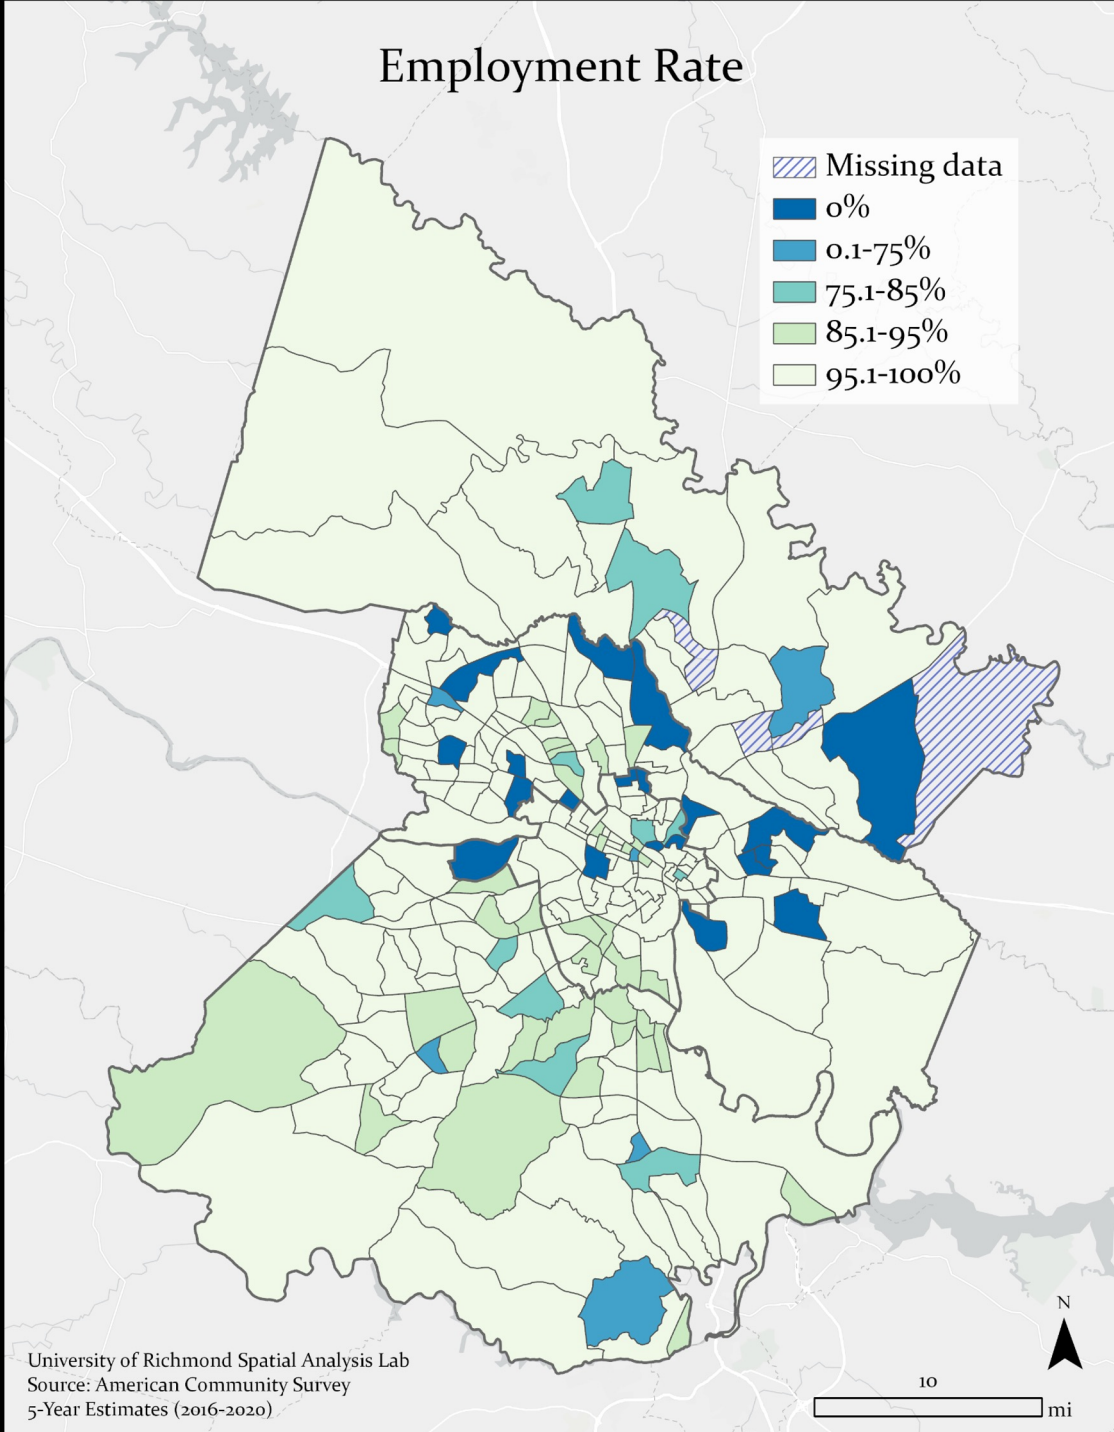 Employment Rate
Missing data
0%
0.1-75%
75.1-85%
85.1-95%
95.1-100%
N
University of Richmond Spatial Analysis Lab
Source: American Community Survey
5-Year Estimates (2016-2020)
10
mi